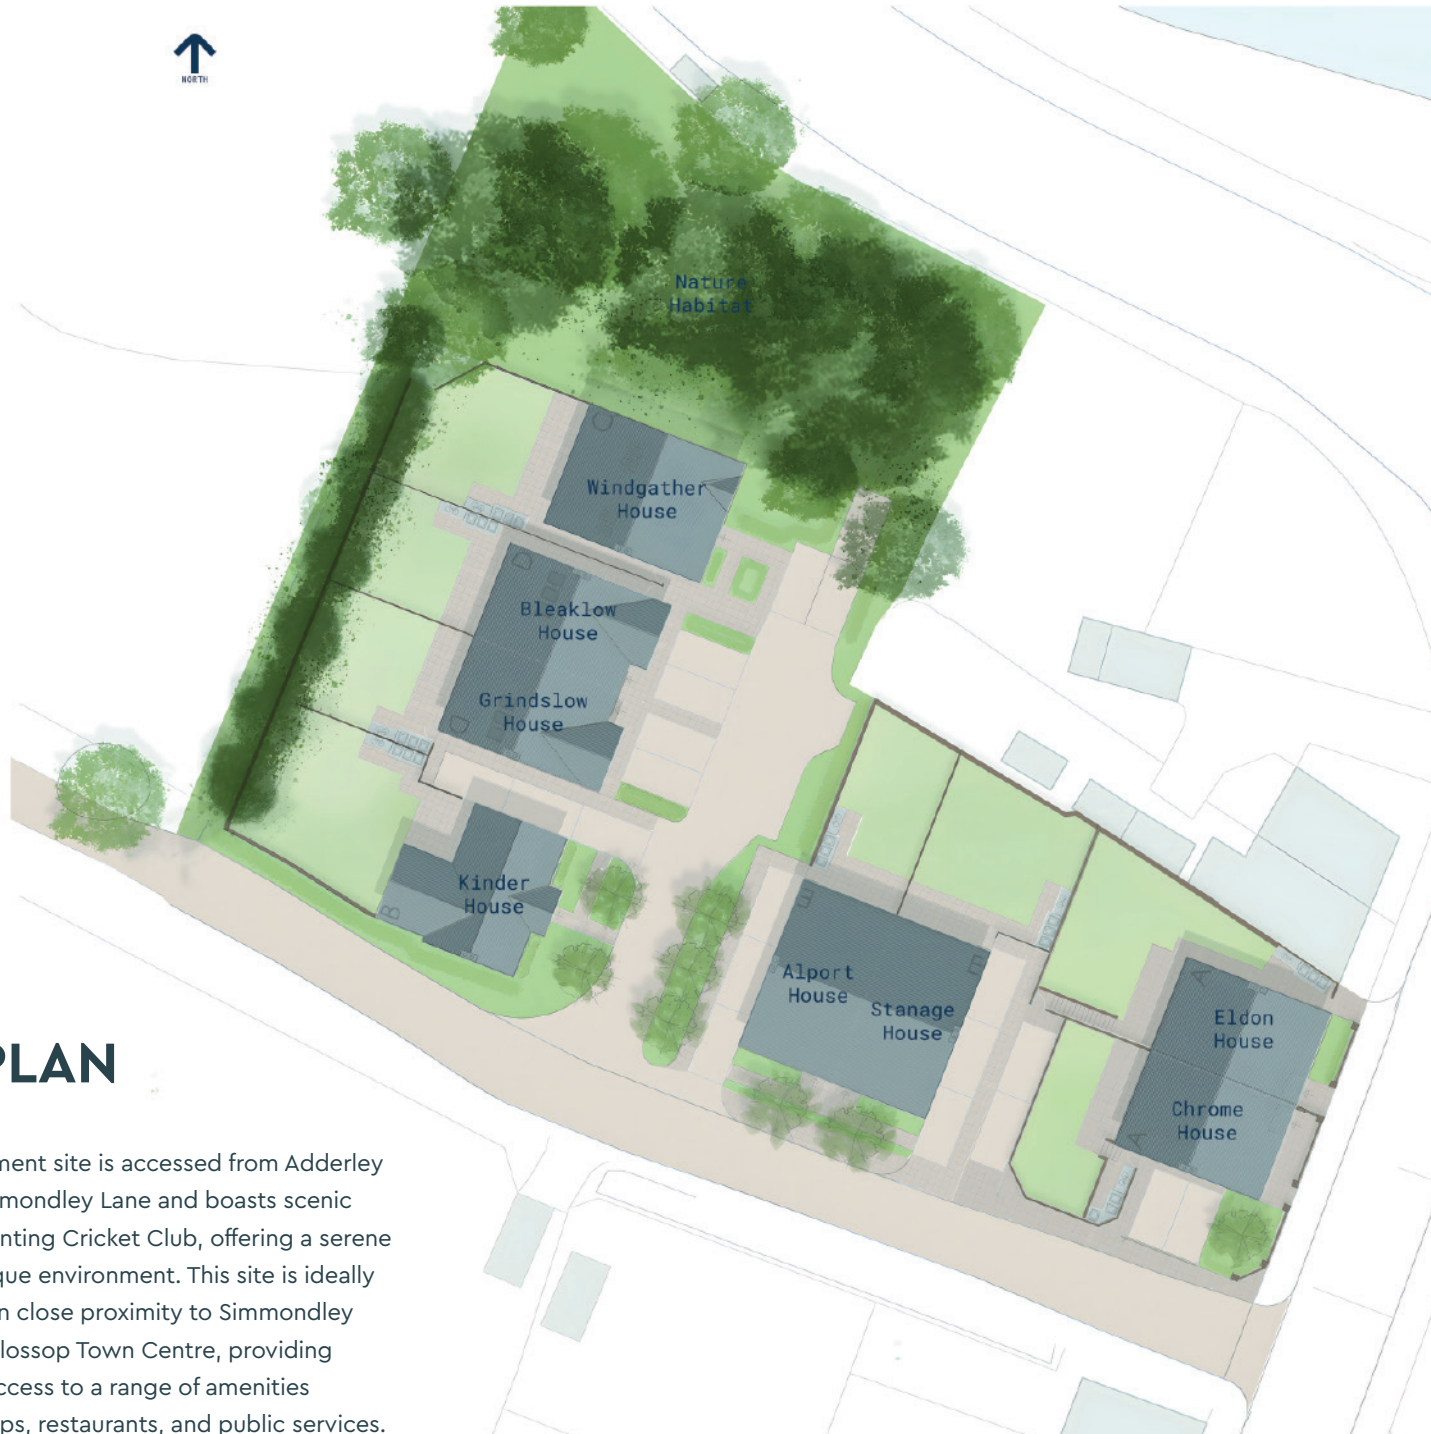 NORTH
Nature
Habitat
C
Windgather
House
D
Bleaklow
House
Grindslow
House
D
Kinder
House
B
E
Alport
House
E
Stanage
House
A
Eldon
House
Chrome
House
A
PLAN
ment site is accessed from Adderley
mondley Lane and boasts scenic
nting Cricket Club, offering a serene
que environment. This site is ideally
n close proximity to Simmondley
lossop Town Centre, providing
ccess to a range of amenities
ps, restaurants, and public services.